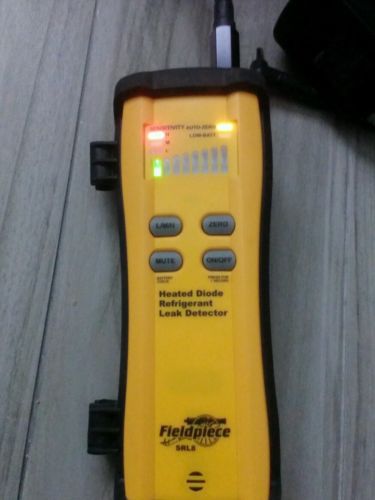 SENSITIVITY AUTO-ZERO
H
M
L
LOW-BATT
L/M/H
ZERO
MUTE
ON/OFF
Heated Diode
Refrigerant
Leak Detector
Fieldpiece
SRL8